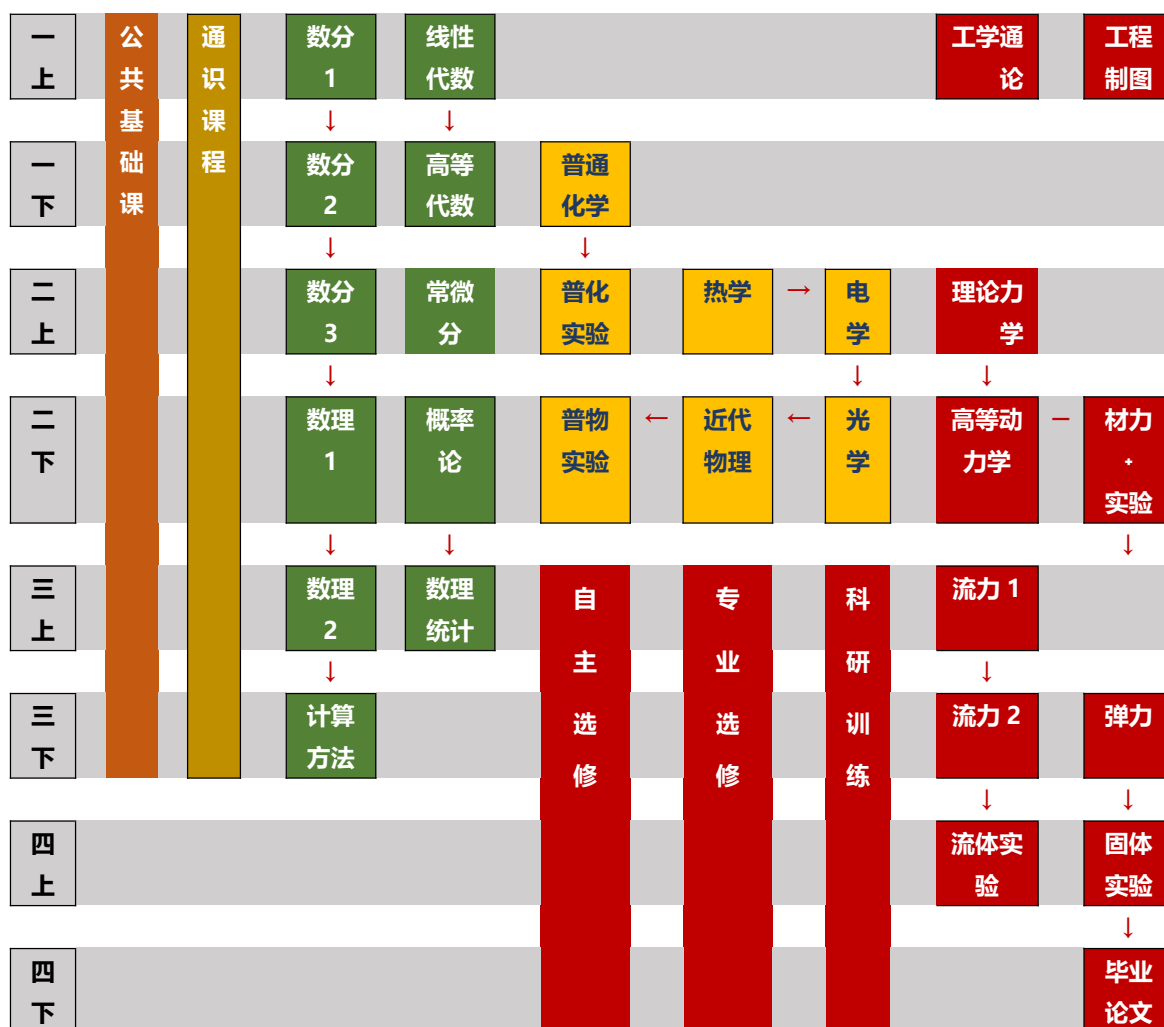 一上
公共基础课
通识课程
数分
1
线性
代数
工学通
论
工程
制图
↓ ↓
一下
数分
2
高等
代数
普通
化学
↓ ↓
二上
数分
3
常微
分
普化
实验
热学
→
电学
理论力
学
↓ ↓ ↓
二下
数理
1
概率
论
普物
实验
←
近代
物理
←
光学
高等动
力学
–
材力
+
实验
↓ ↓ ↓
三上
数理
2
数理
统计
自主选修
专业选修
科研训练
流力 1
↓ ↓
三下
计算
方法
流力 2
弹力
↓ ↓
四上
流体实
验
固体
实验
↓
四下
毕业
论文